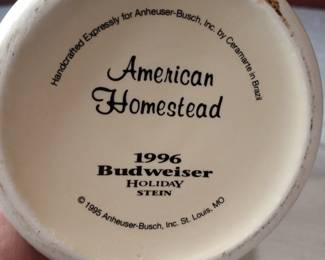 Handcrafted Expressly for Anheuser-Busch, Inc. by Ceramarte in Brazil
American
Homestead
1996
Budweiser
HOLIDAY
STEIN
© 1995 Anheuser-Busch, Inc. St. Louis, MO